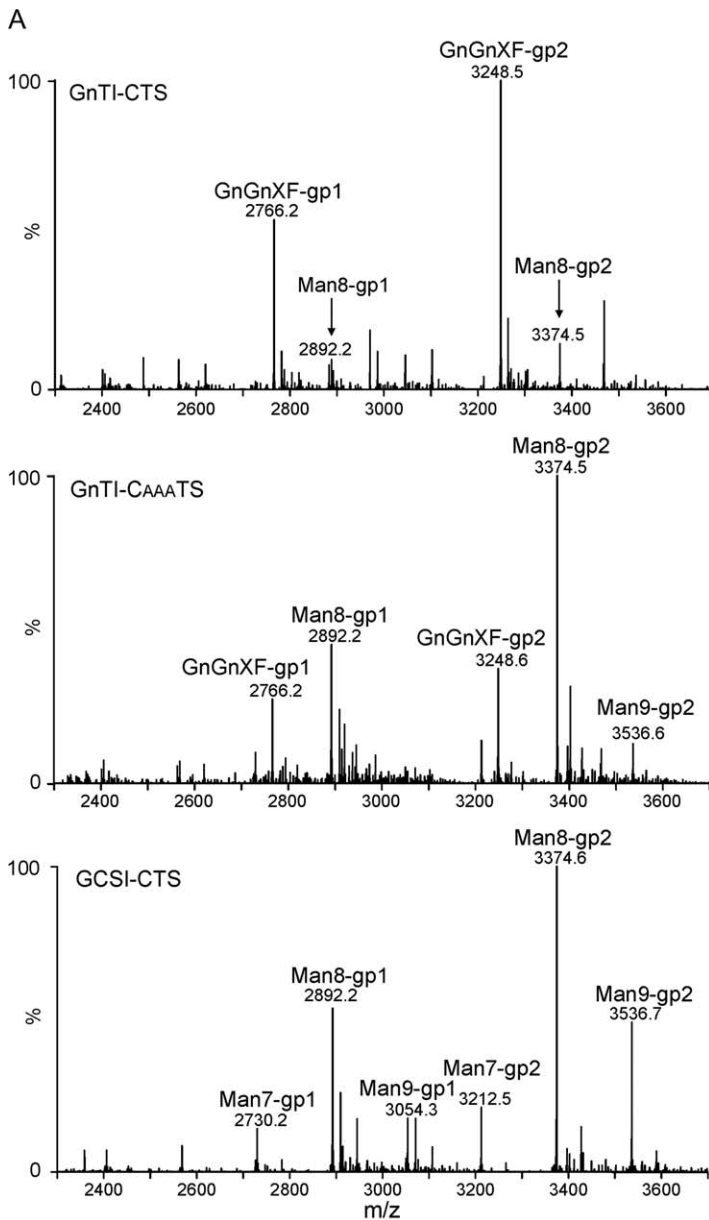 A
GnGnXF-gp2
3248.5
100
GnTI-CTS
GnGnXF-gp1
2766.2
%
Man8-gp1
2892.2
Man8-gp2
3374.5
0
2400 2600 2800 3000 3200 3400 3600
Man8-gp2
3374.5
100
GnTI-CAAATS
Man8-gp1
2892.2
%
GnGnXF-gp1
2766.2
GnGnXF-gp2
3248.6
Man9-gp2
3536.6
0
2400 2600 2800 3000 3200 3400 3600
Man8-gp2
3374.6
100
GCSI-CTS
Man8-gp1
2892.2
Man9-gp2
3536.7
%
Man7-gp1
2730.2
Man9-gp1
3054.3
Man7-gp2
3212.5
0
2400 2600 2800 3000 3200 3400 3600
m/z